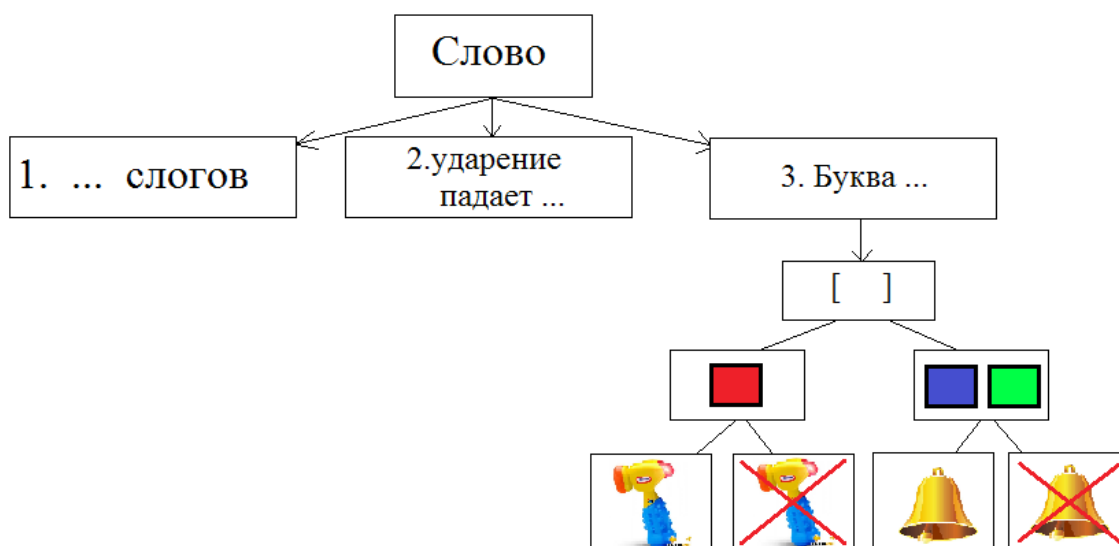 Слово
1. ... слогов
2.ударение
падает ...
3. Буква ...
[ ]